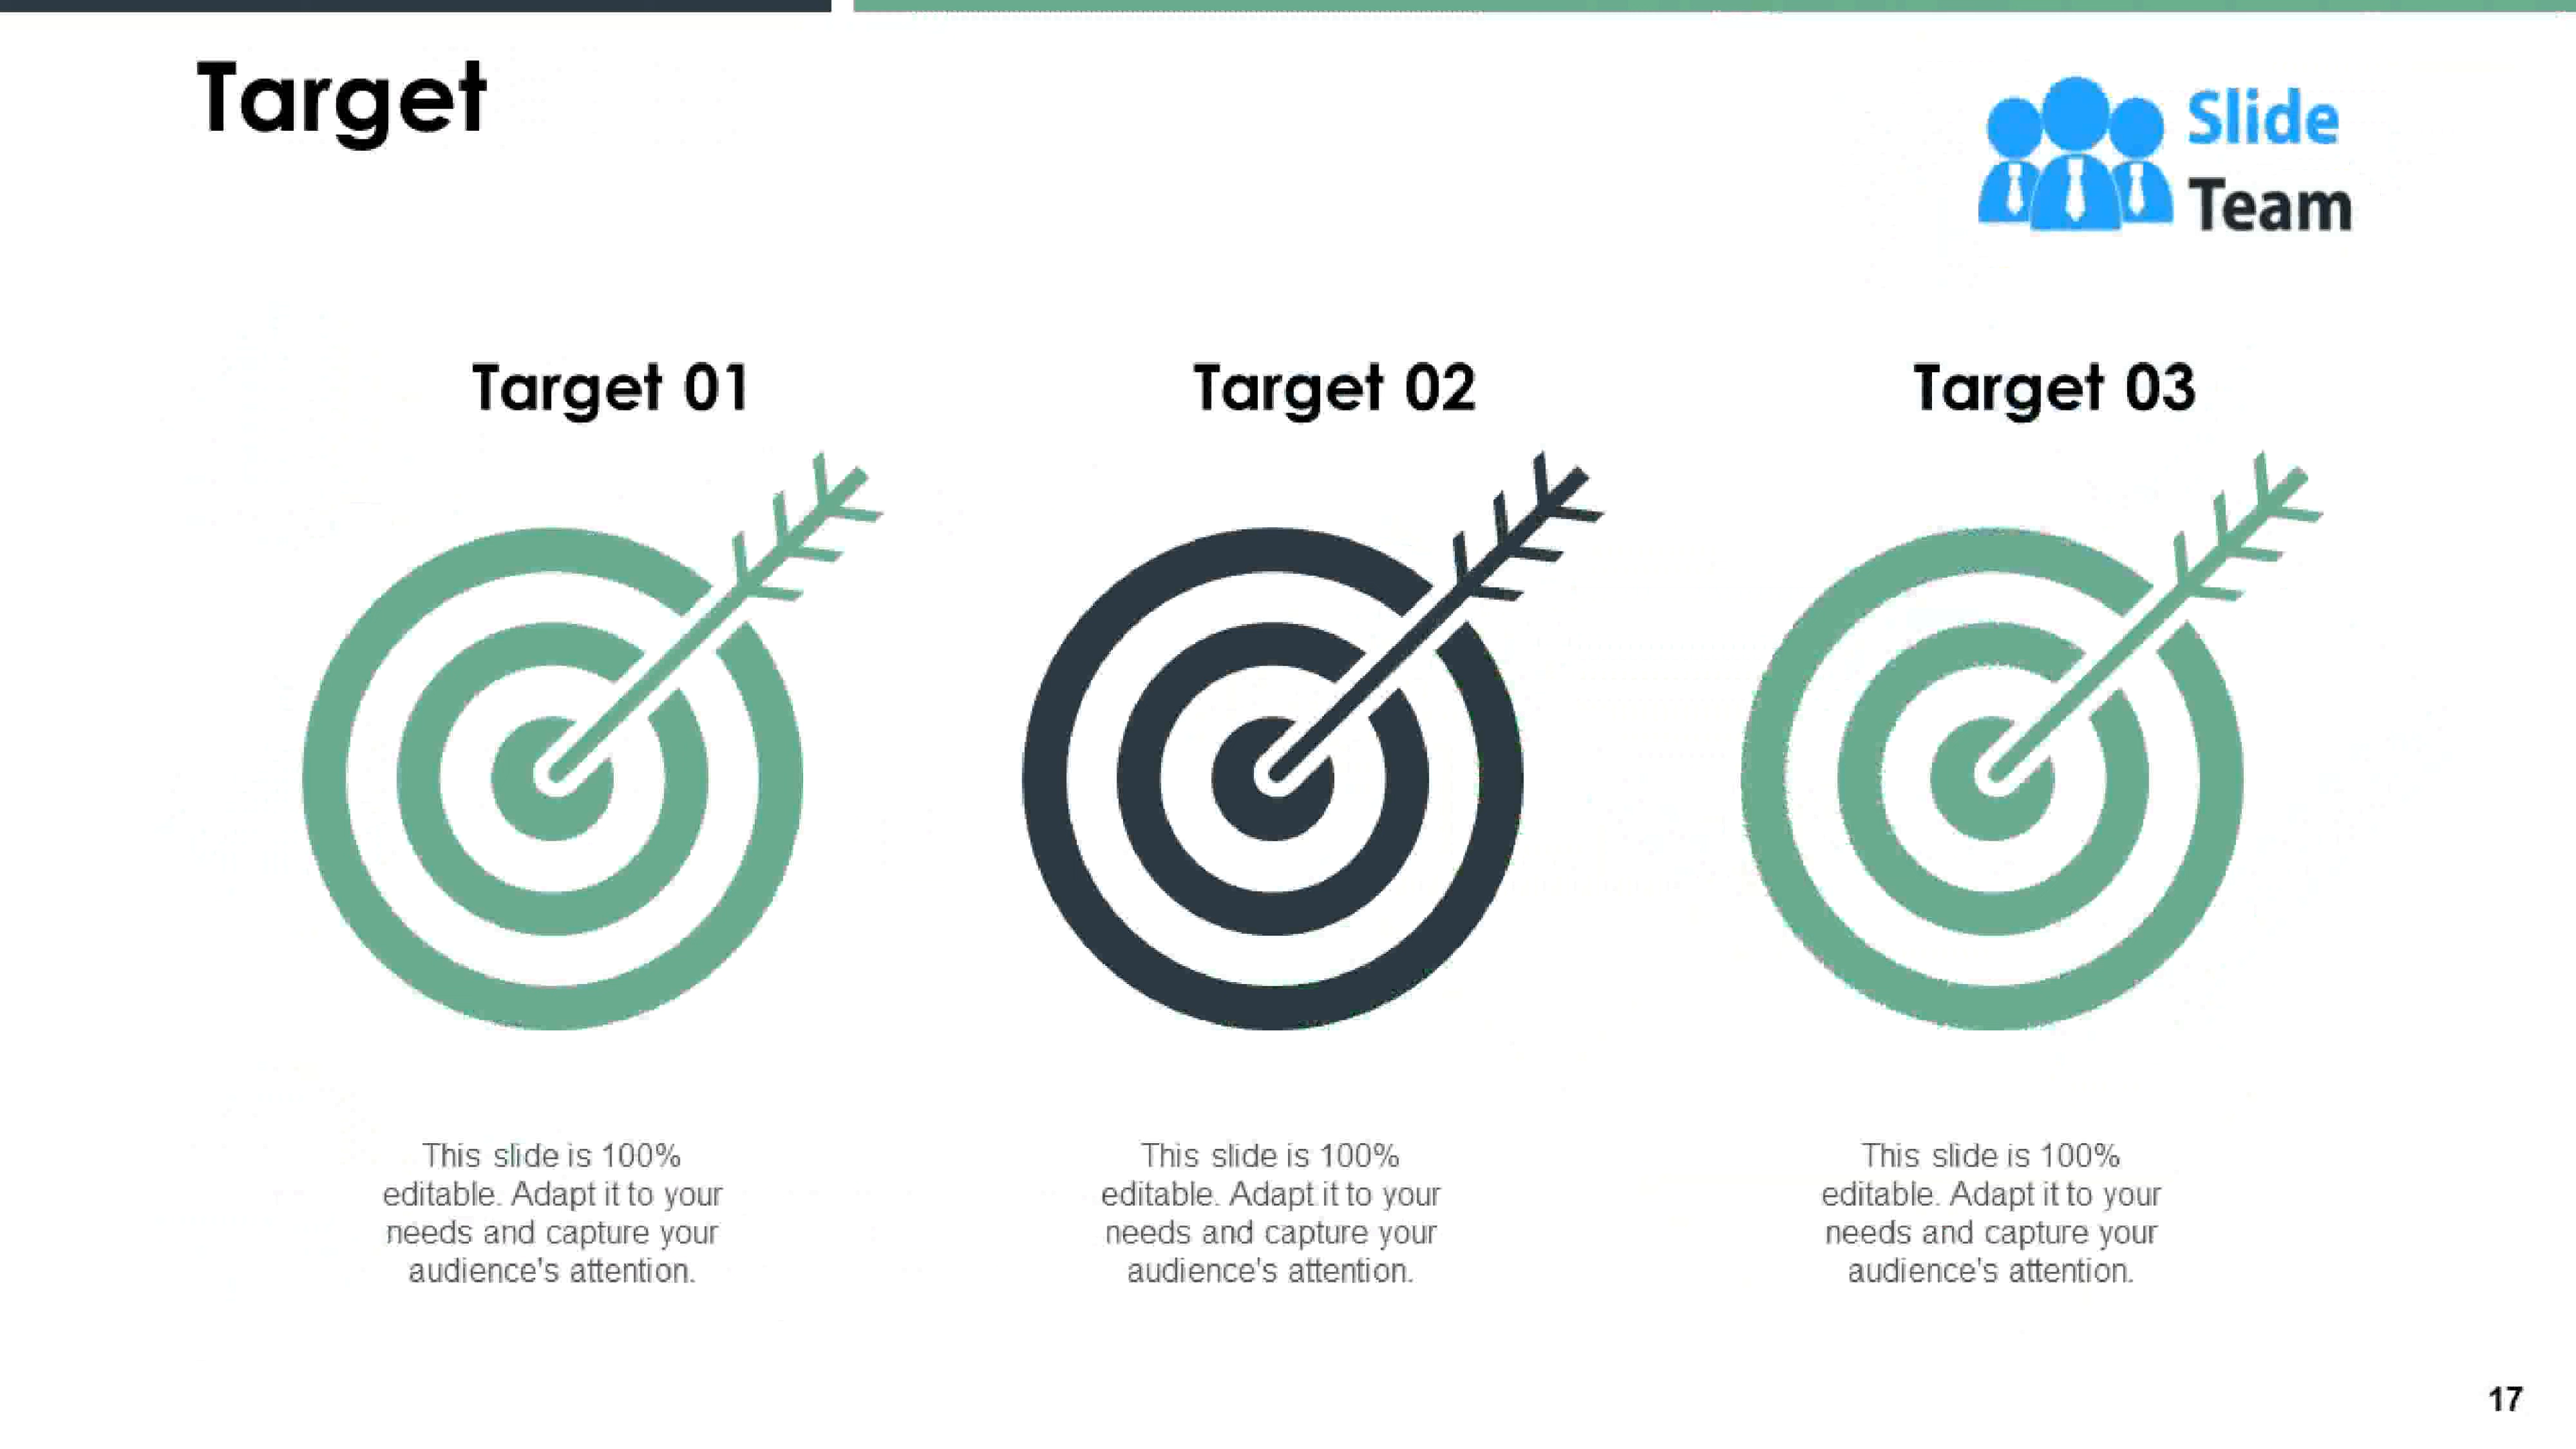 Target
Slide
Team
Target 01
Target 02
Target 03
This slide is 100%
editable. Adapt it to your
needs and capture your
audience's attention.
This slide is 100%
editable. Adapt it to your
needs and capture your
audience's attention.
This slide is 100%
editable. Adapt it to your
needs and capture your
audience's attention.
17